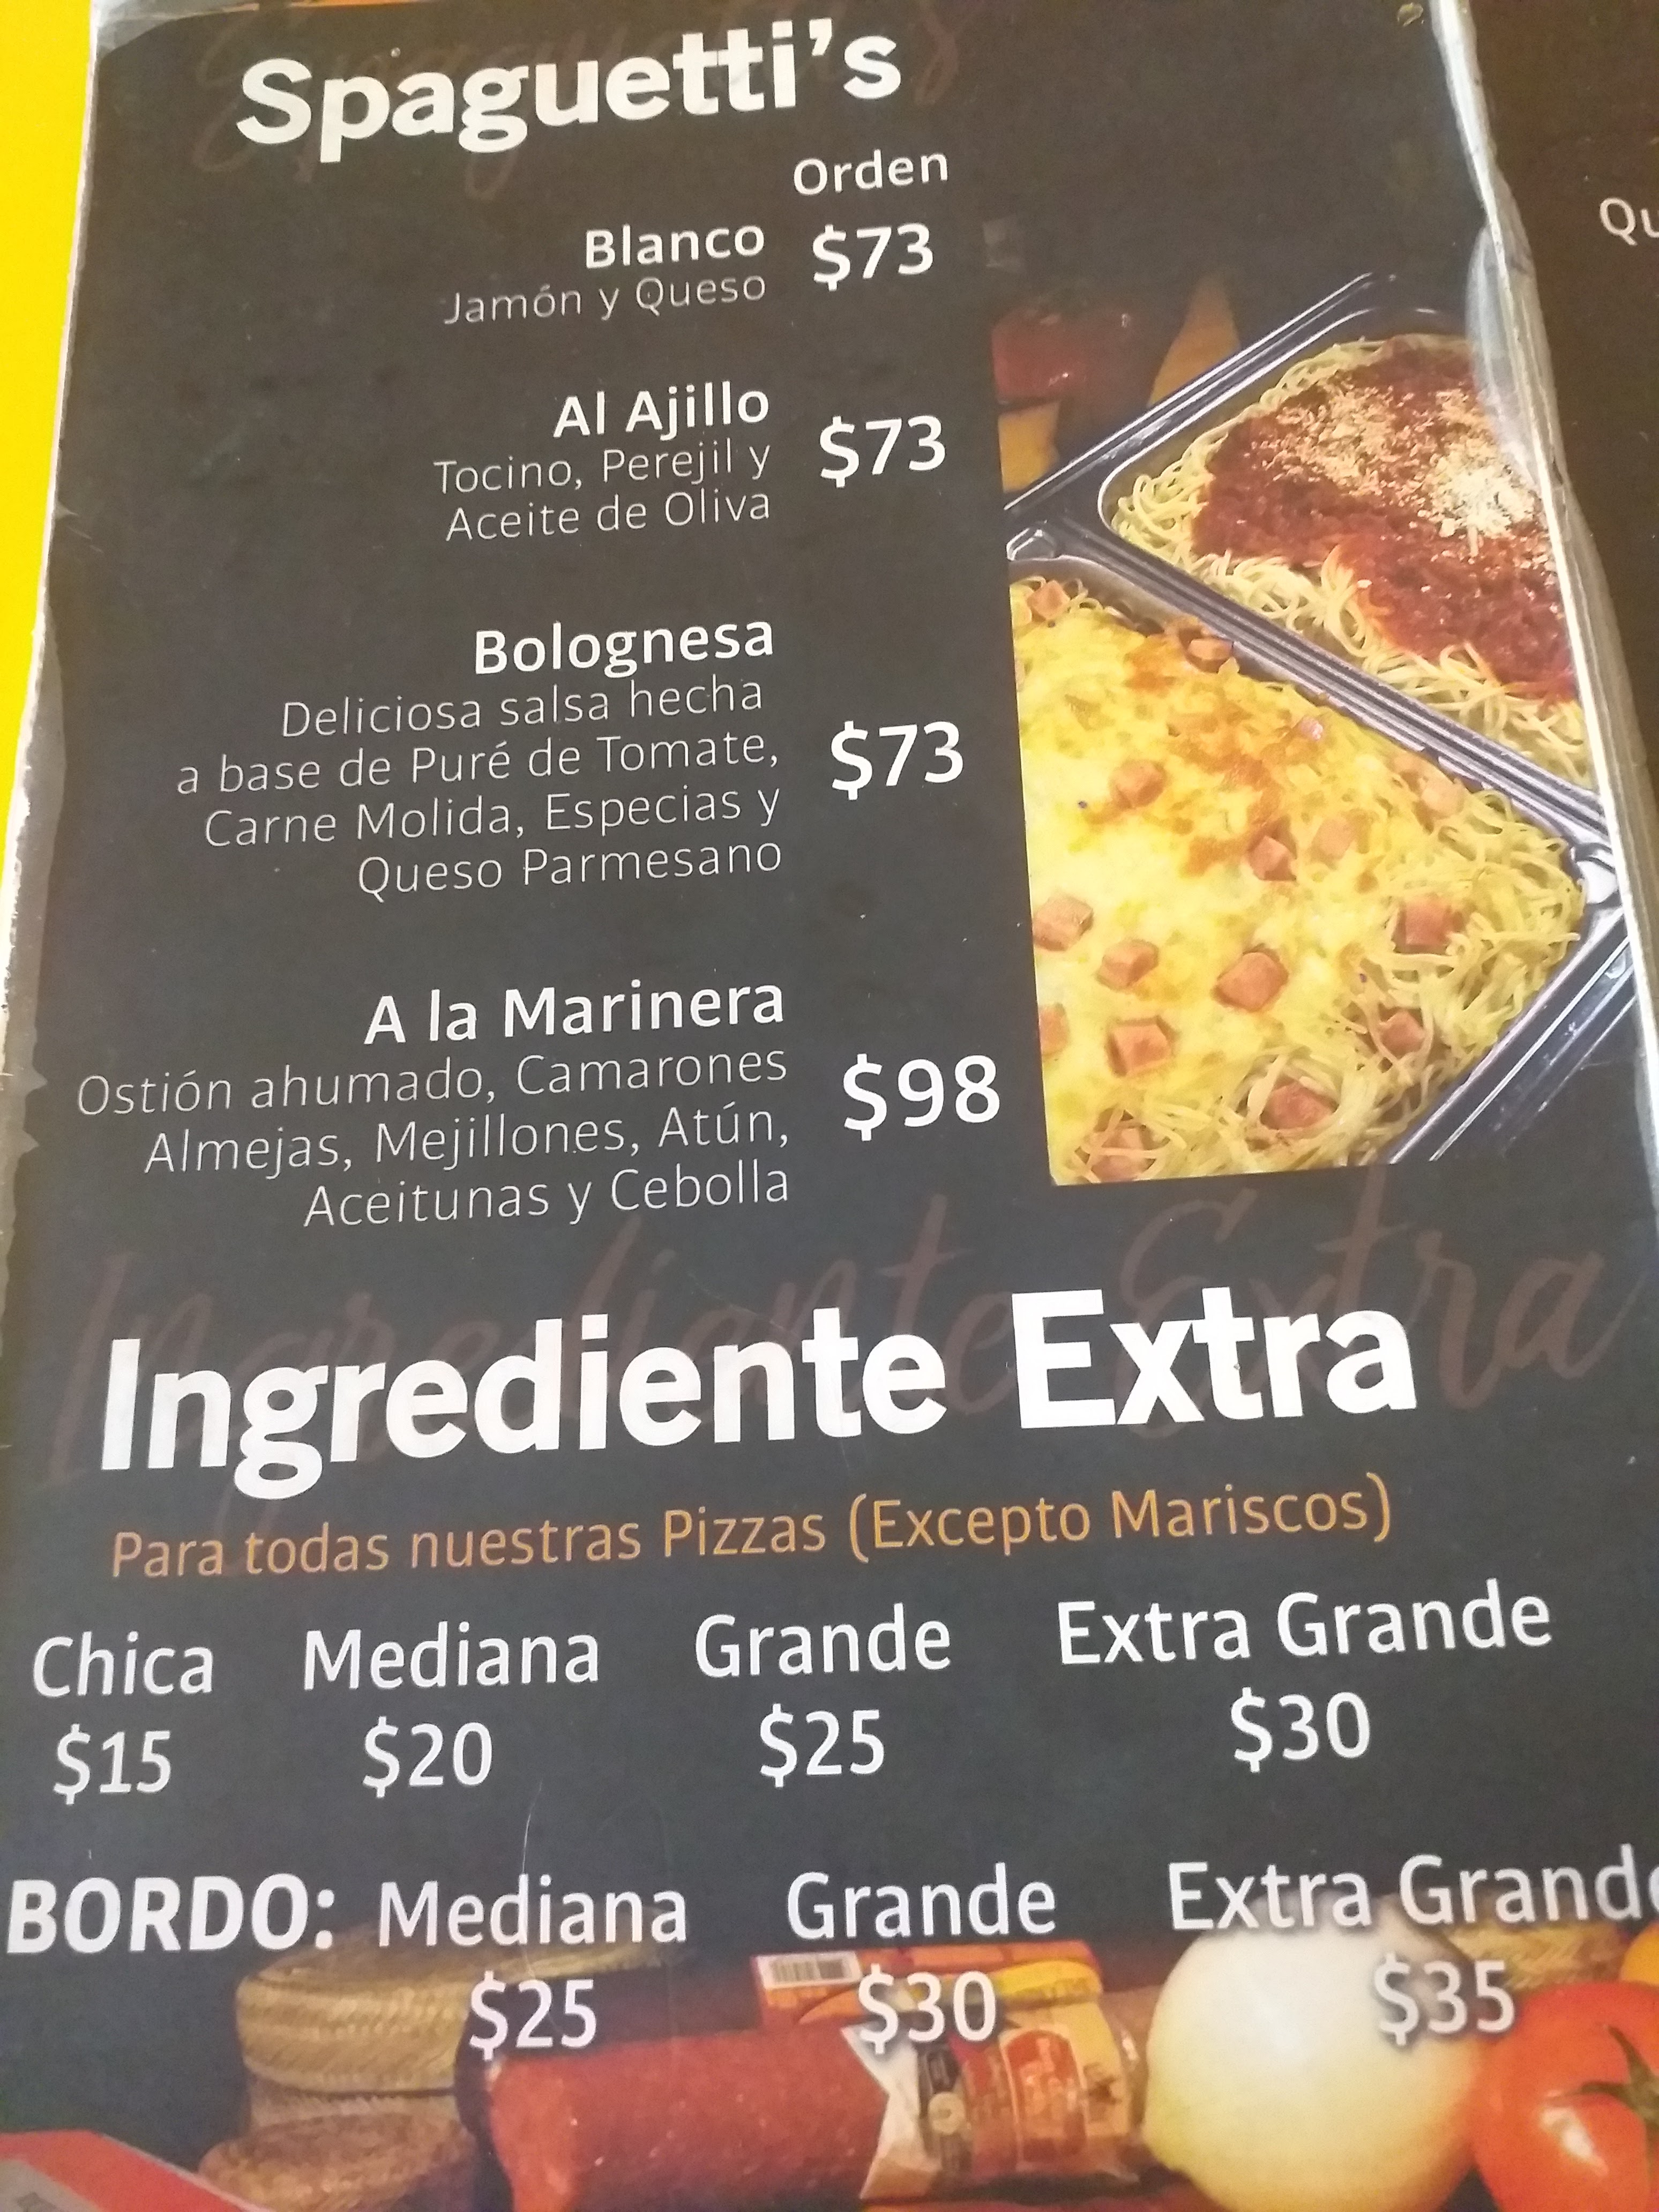 Spaguetti's
Orden
Blanco $73
Jamón y Queso
Al Ajillo
Tocino, Perejil y $73
Aceite de Oliva
Bolognesa
Deliciosa salsa hecha
a base de Puré de Tomate, $73
Carne Molida, Especias y
Queso Parmesano
A la Marinera
Ostión ahumado, Camarones $98
Almejas, Mejillones, Atún,
Aceitunas y Cebolla
Ingrediente Extra
Para todas nuestras Pizzas (Excepto Mariscos)
Chica Mediana Grande Extra Grande
$15 $20 $25 $30
BORDO: Mediana Grande Extra Grand
$25 $30 $35